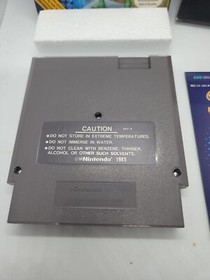 CAUTION
• DO NOT STORE IN EXTREME TEMPERATURES.
• DO NOT IMMERSE IN WATER.
• DO NOT CLEAN WITH BENZENE, THINNER,
ALCOHOL OR OTHER SUCH SOLVENTS.
© Nintendo 1985